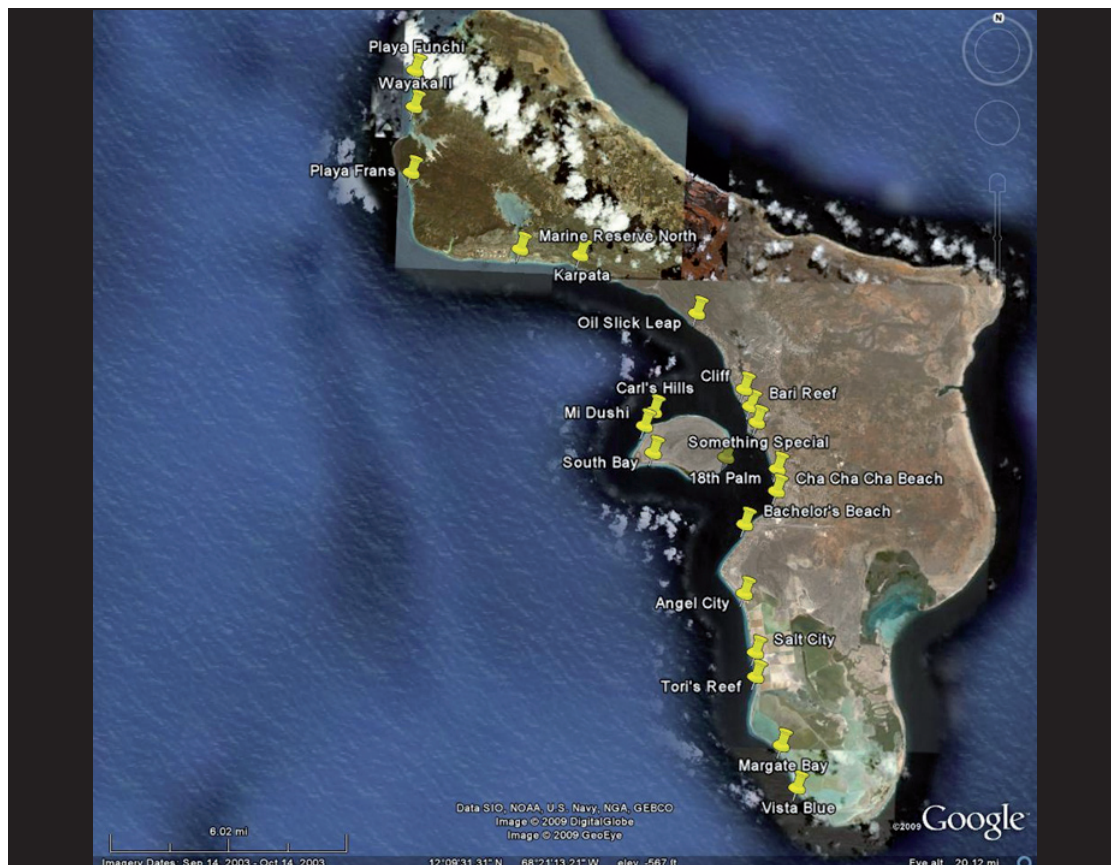 N
Playa Funchi
Wayaka II
Playa Frans
Marine Reserve North
Karpata
Oil Slick Leap
Cliff
Carl's Hills
Bari Reef
Mi Dushi
Something Special
South Bay
18th Palm
Cha Cha Cha Beach
Bachelor's Beach
Angel City
Salt City
Tori's Reef
Margate Bay
Vista Blue
Data SIO, NOAA, U.S. Navy, NGA, GEBCO
Image © 2009 DigitalGlobe
Image © 2009 GeoEye
©2009 Google
6.02 mi
Imagery Dates: Sep 14, 2003 - Oct 14, 2003
12°09'31.31" N 68°21'13.21" W elev -567 ft
Eye alt 20.12 mi